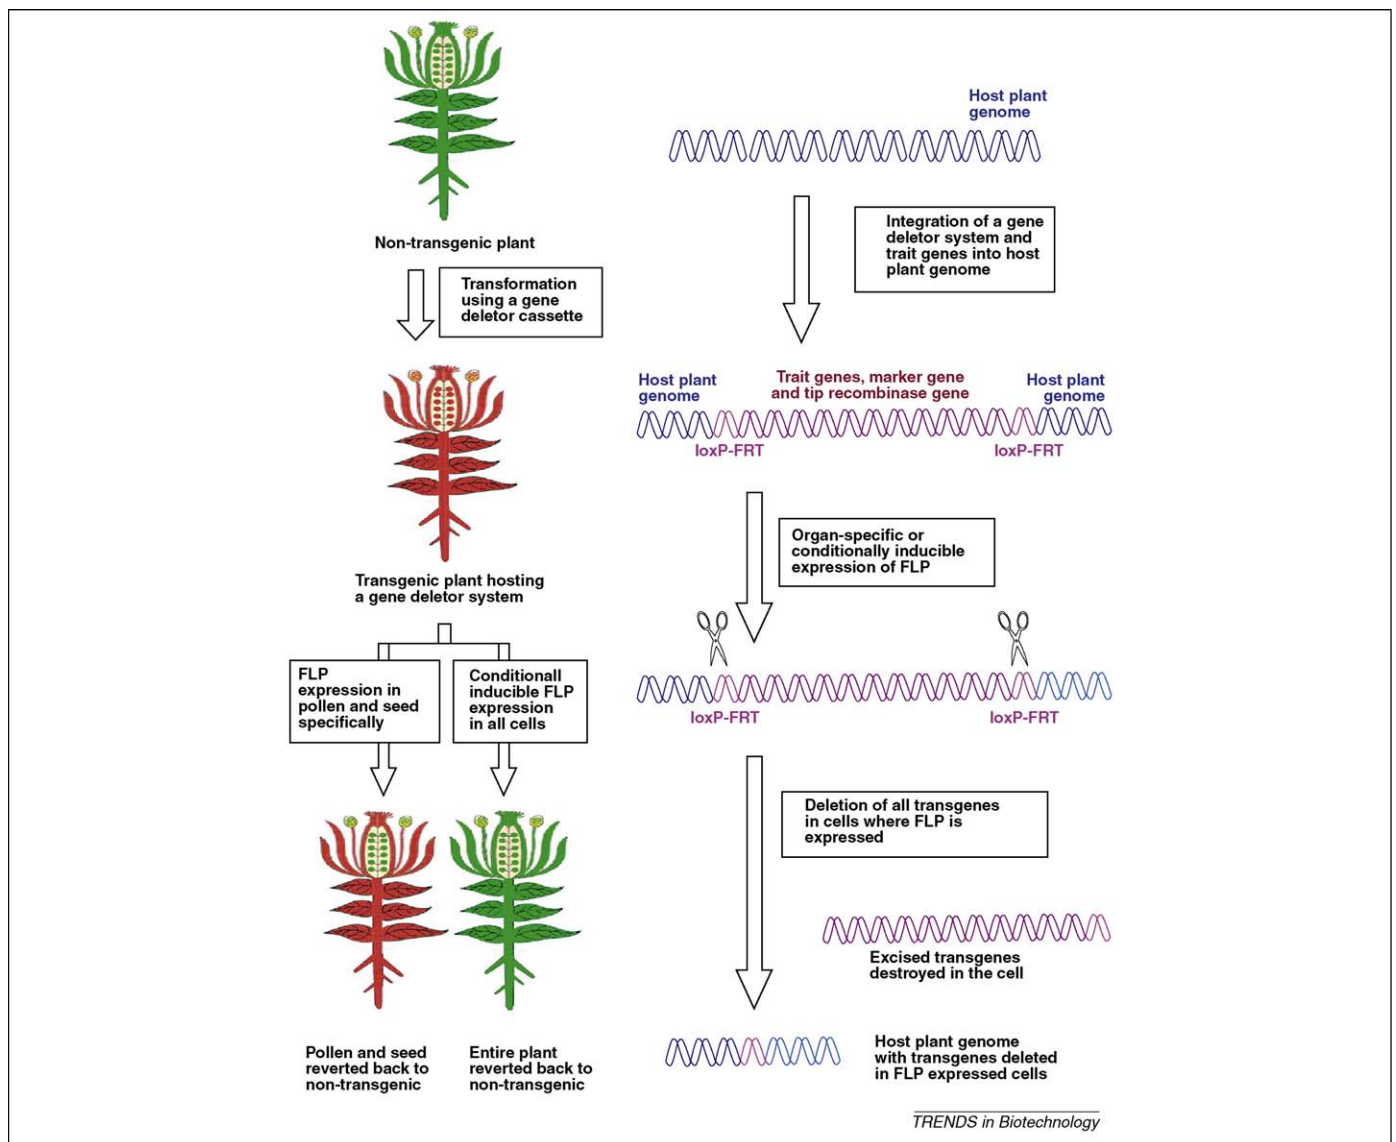 Non-transgenic plant
Transformation
using a gene
deletor cassette
Transgenic plant hosting
a gene deletor system
FLP
expression in
pollen and seed
specifically
Conditionall
inducible FLP
expression
in all cells
Pollen and seed
reverted back to
non-transgenic
Entire plant
reverted back to
non-transgenic
Host plant
genome
Integration of a gene
deletor system and
trait genes into host
plant genome
Host plant
genome
Trait genes, marker gene
and tip recombinase gene
Host plant
genome
loxP-FRT
loxP-FRT
Organ-specific or
conditionally inducible
expression of FLP
loxP-FRT
loxP-FRT
Deletion of all transgenes
in cells where FLP is
expressed
Excised transgenes
destroyed in the cell
Host plant genome
with transgenes deleted
in FLP expressed cells
TRENDS in Biotechnology